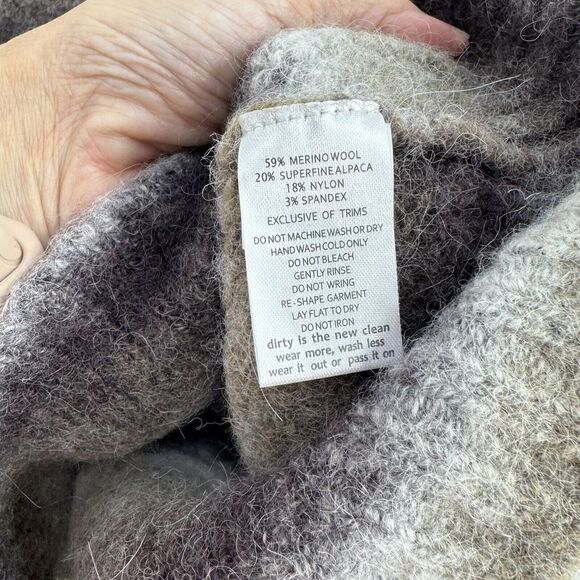 59% MERINO WOOL
20% SUPERFINE ALPACA
18% NYLON
3% SPANDEX
EXCLUSIVE OF TRIMS
DO NOT MACHINE WASH OR DRY
HAND WASH COLD ONLY
DO NOT BLEACH
GENTLY RINSE
DO NOT WRING
RE-SHAPE GARMENT
LAY FLAT TO DRY
DO NOT IRON
dirty is the new clean
wear more, wash less
wear it out or pass it on